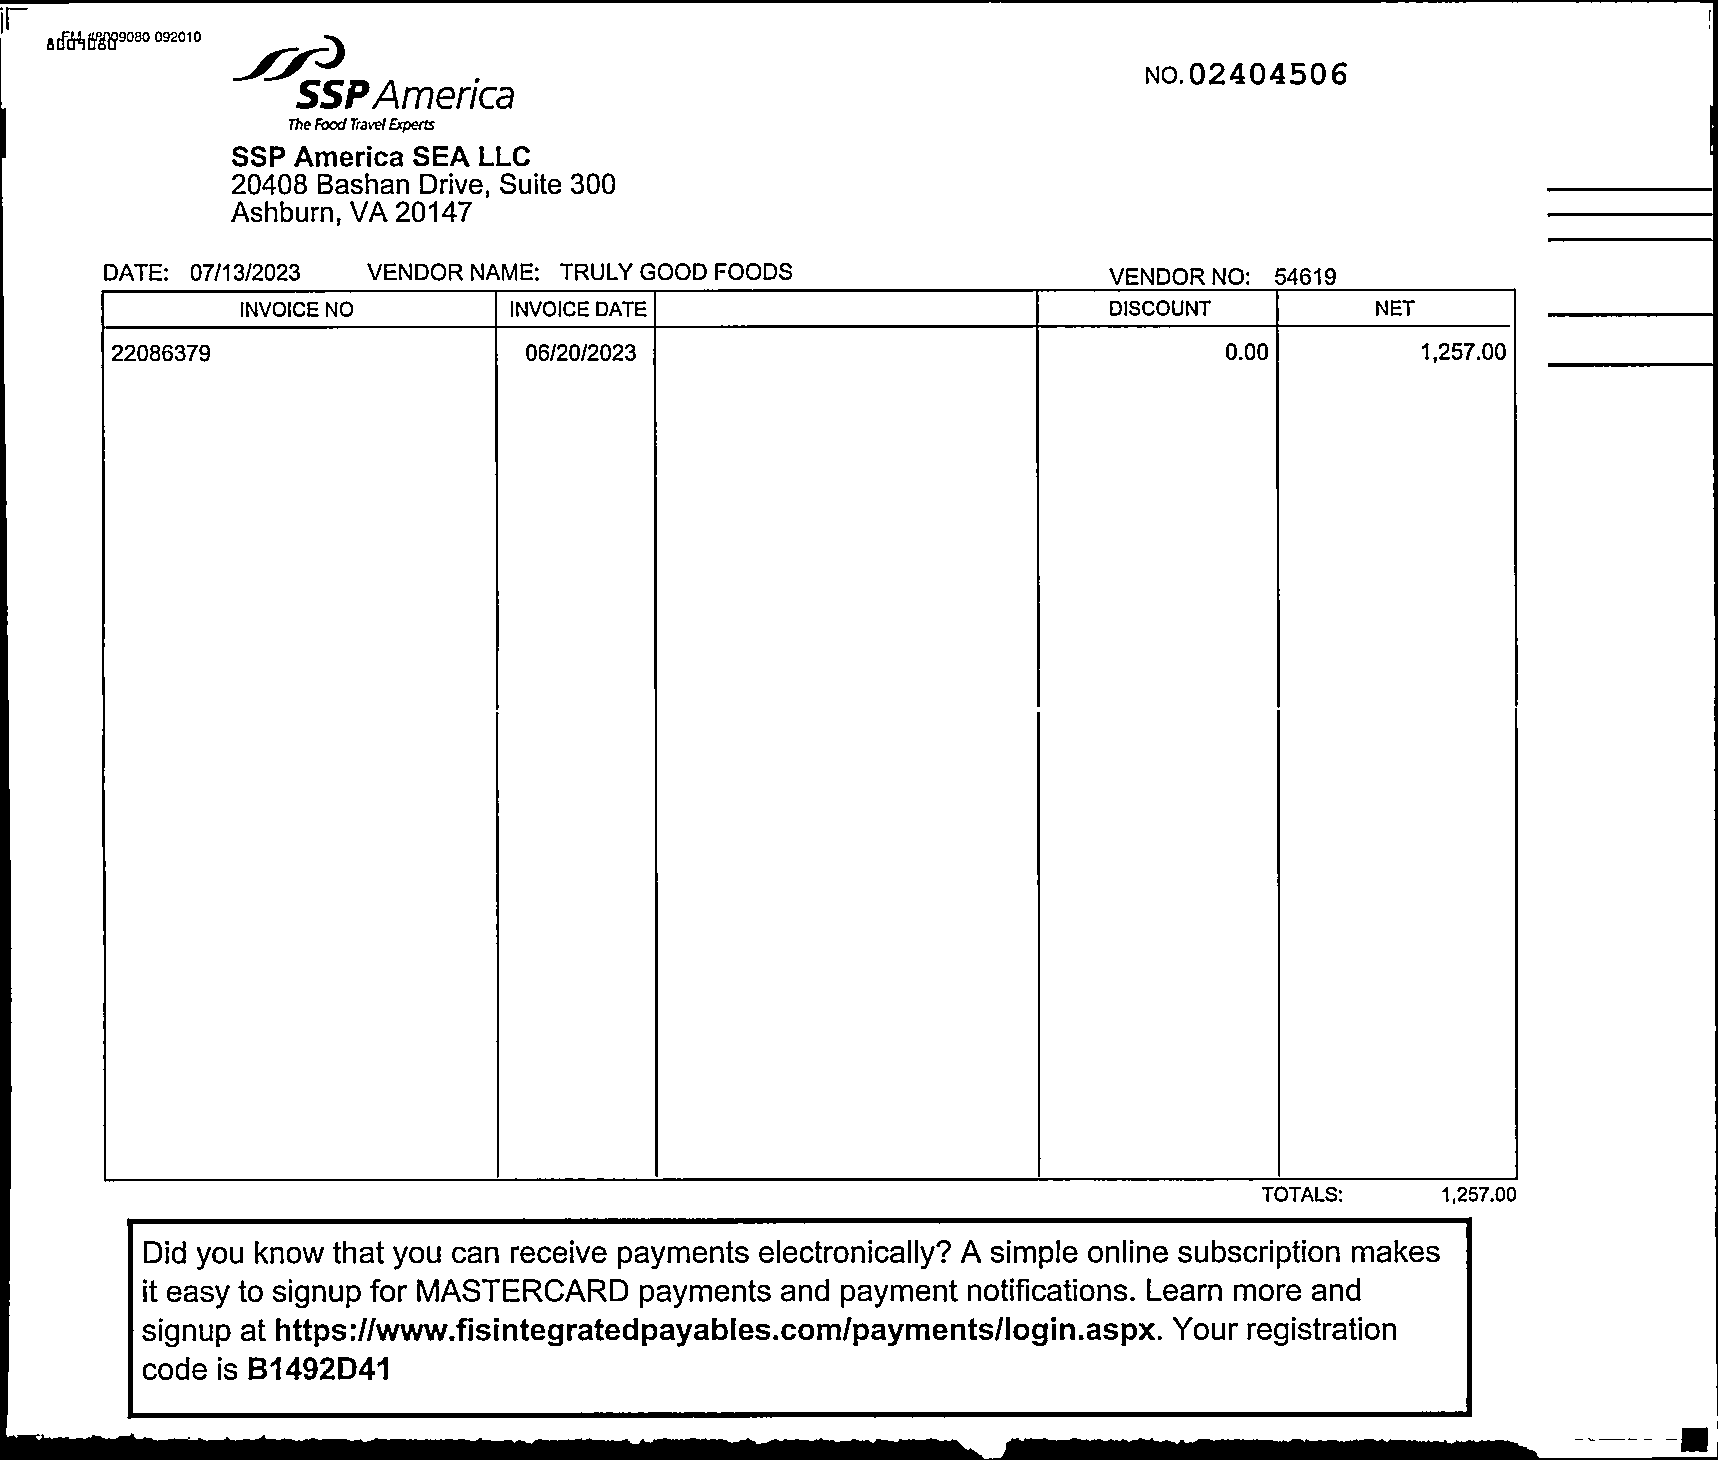 #8009080 092010
SSP America
The Food Travel Experts
NO. 02404506
SSP America SEA LLC
20408 Bashan Drive, Suite 300
Ashburn, VA 20147
DATE: 07/13/2023 VENDOR NAME: TRULY GOOD FOODS VENDOR NO: 54619
INVOICE NO INVOICE DATE DISCOUNT NET
22086379 06/20/2023 0.00 1,257.00
TOTALS: 1,257.00
Did you know that you can receive payments electronically? A simple online subscription makes
it easy to signup for MASTERCARD payments and payment notifications. Learn more and
signup at https://www.fisintegratedpayables.com/payments/login.aspx. Your registration
code is B1492D41